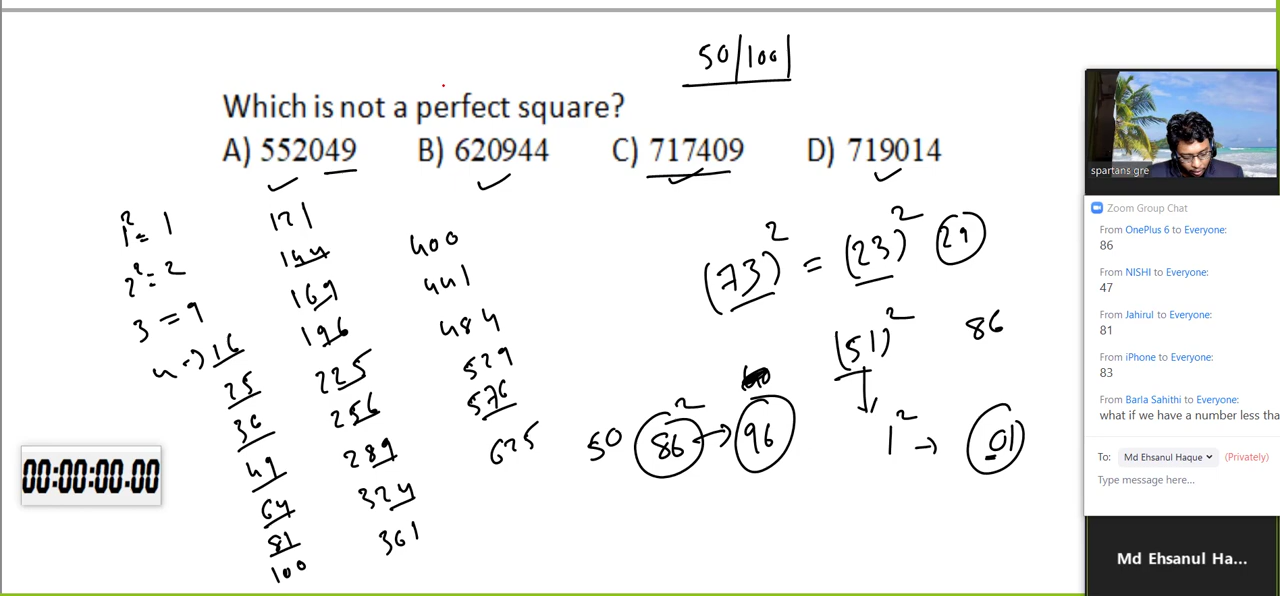 50/100
Which is not a perfect square?
A) 552049 B) 620944 C) 717409 D) 719014
1² = 1
2² = 2
3 = 9
4 → 16
25
36
49
64
81
100
121
144
169
196
225
256
289
324
361
400
441
484
529
576
625
(73)² = (23)² 29
(51)²
86
50 86² → 96
1² → 01
00:00:00.00
spartans gre
Zoom Group Chat
From OnePlus 6 to Everyone:
86
From NISHI to Everyone:
47
From Jahirul to Everyone:
81
From iPhone to Everyone:
83
From Barla Sahithi to Everyone:
what if we have a number less tha
To: Md Ehsanul Haque (Privately)
Type message here...
Md Ehsanul Ha...